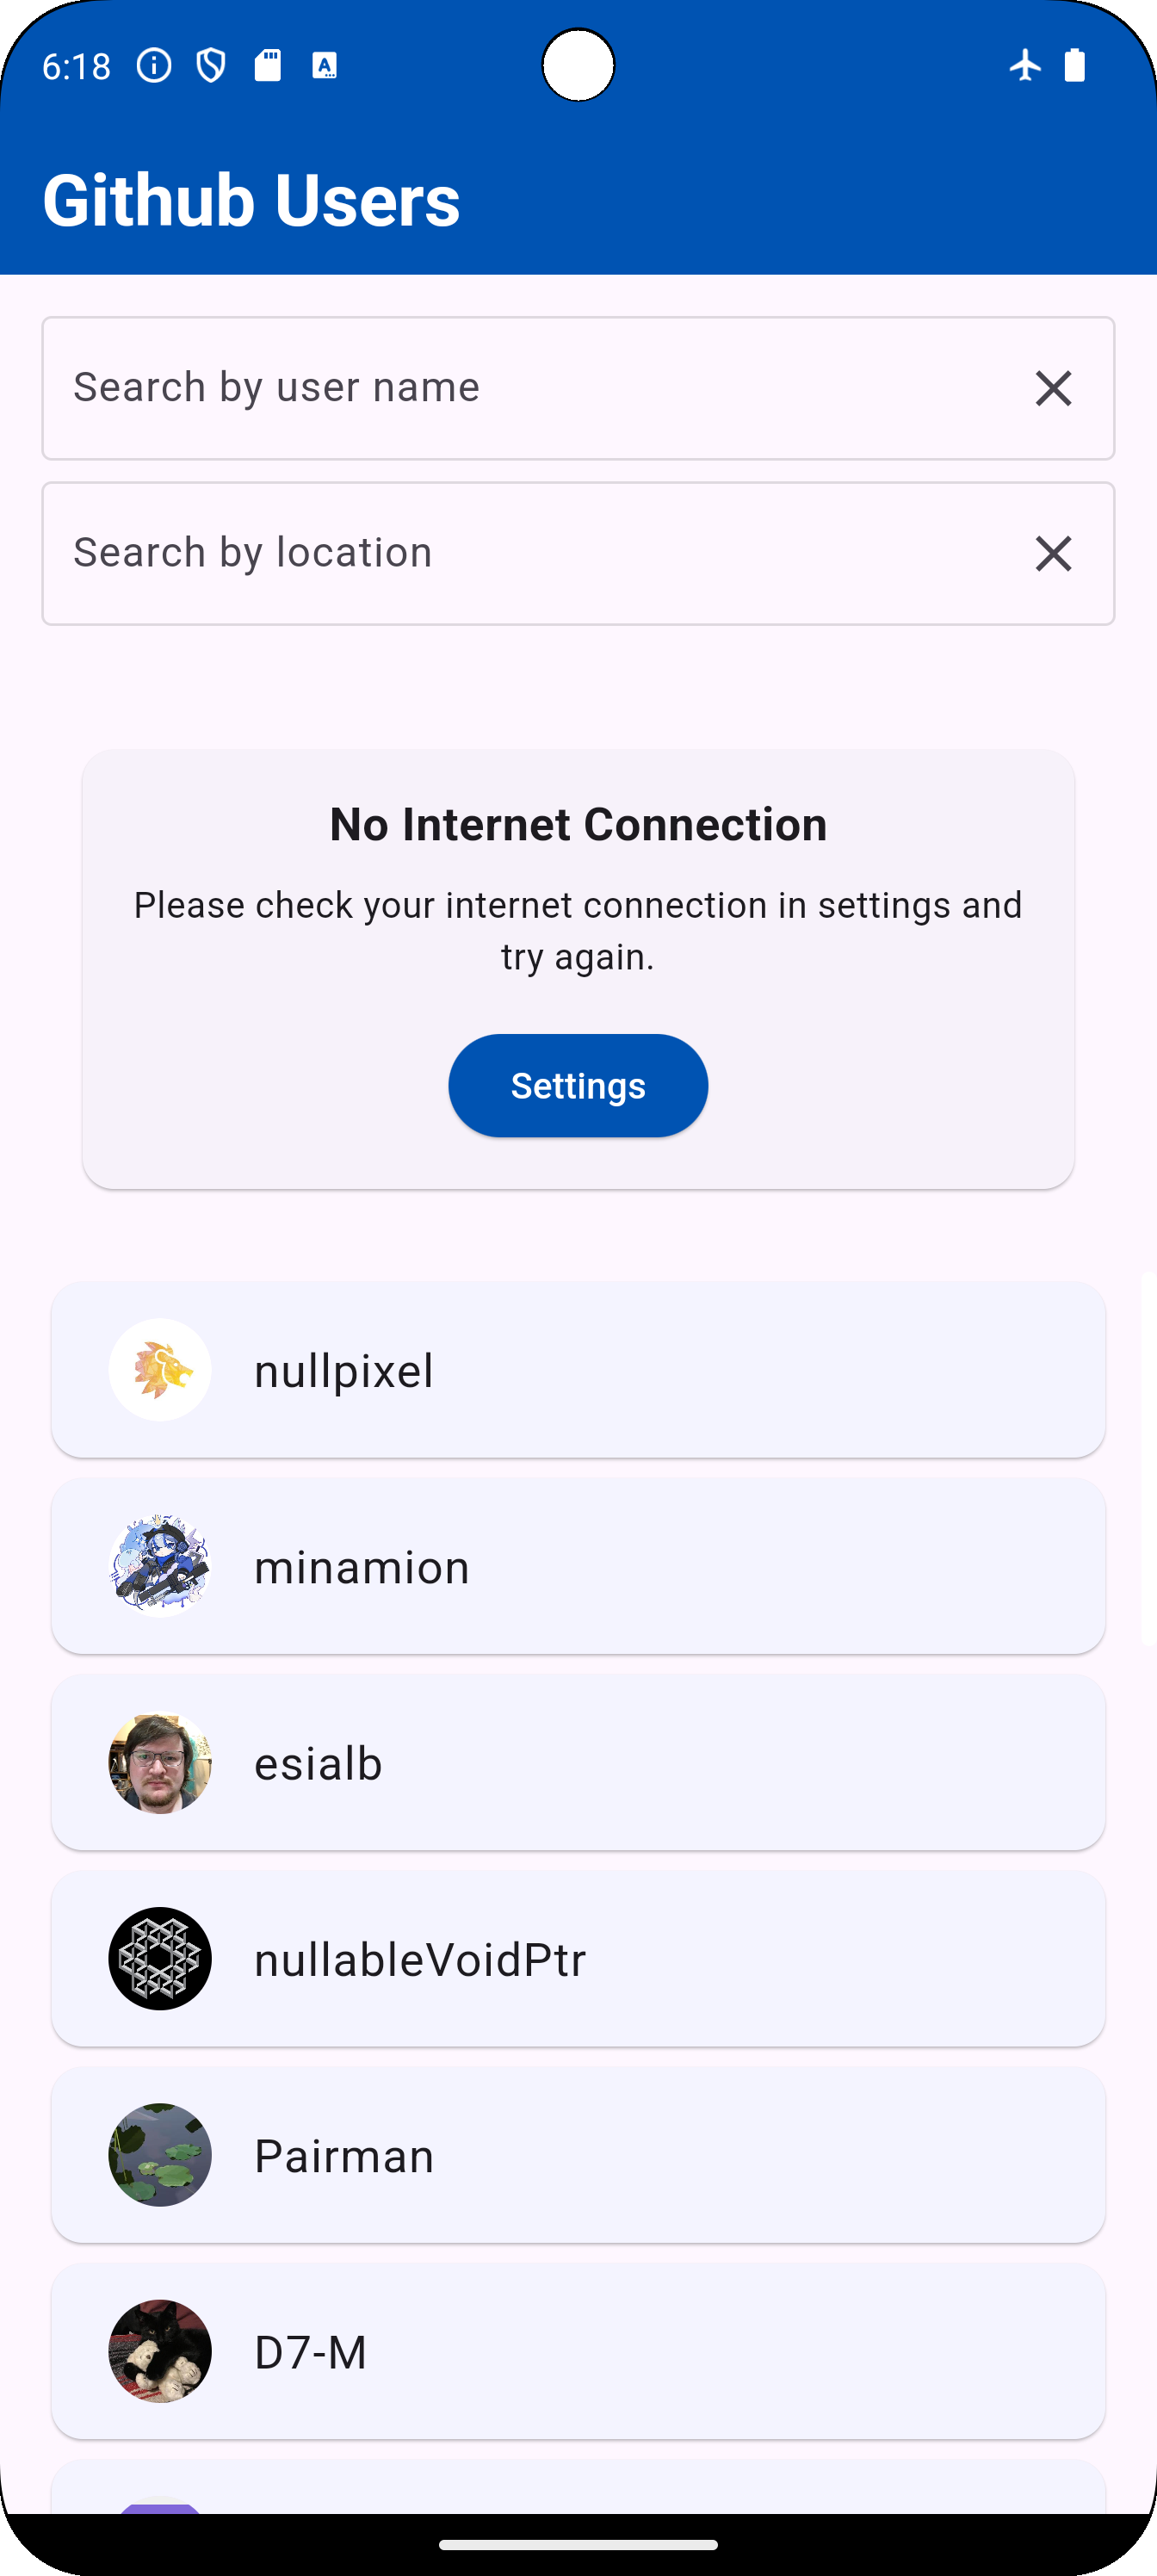 6:18
Github Users
Search by user name
Search by location
No Internet Connection
Please check your internet connection in settings and
try again.
Settings
nullpixel
minamion
esialb
nullableVoidPtr
Pairman
D7-M